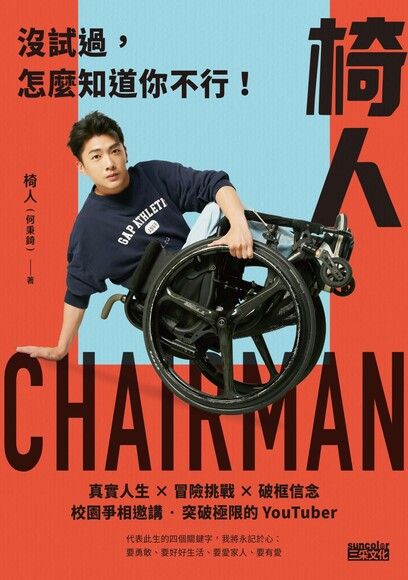 沒試過，
怎麼知道你不行！
椅人
椅人（何秉錡）──著
GAP ATHLETIC
CHAIRMAN
真實人生 × 冒險挑戰 × 破框信念
校園爭相邀講．突破極限的 YouTuber
代表此生的四個關鍵字，我將永記於心：
要勇敢、要好好生活、要愛家人、要有愛
suncolor
三采文化